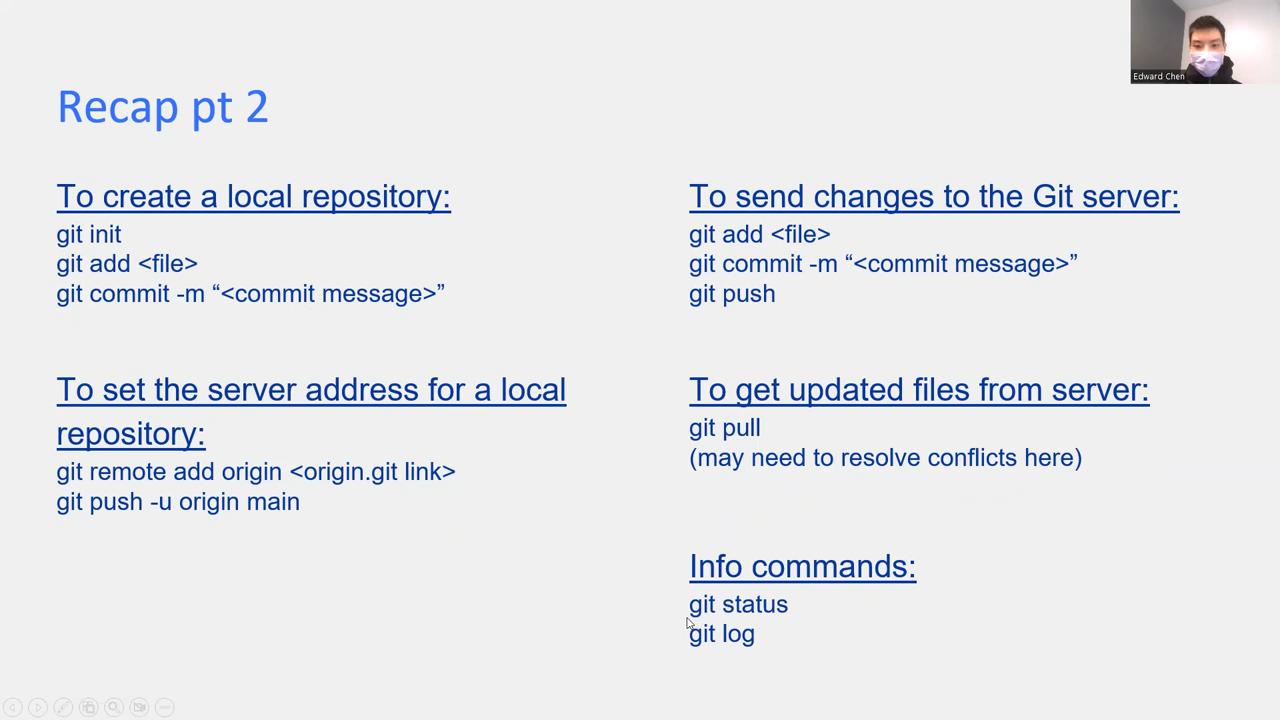 Edward Chen
Recap pt 2
To create a local repository:
git init
git add <file>
git commit -m “<commit message>”
To set the server address for a local
repository:
git remote add origin <origin.git link>
git push -u origin main
To send changes to the Git server:
git add <file>
git commit -m “<commit message>”
git push
To get updated files from server:
git pull
(may need to resolve conflicts here)
Info commands:
git status
git log